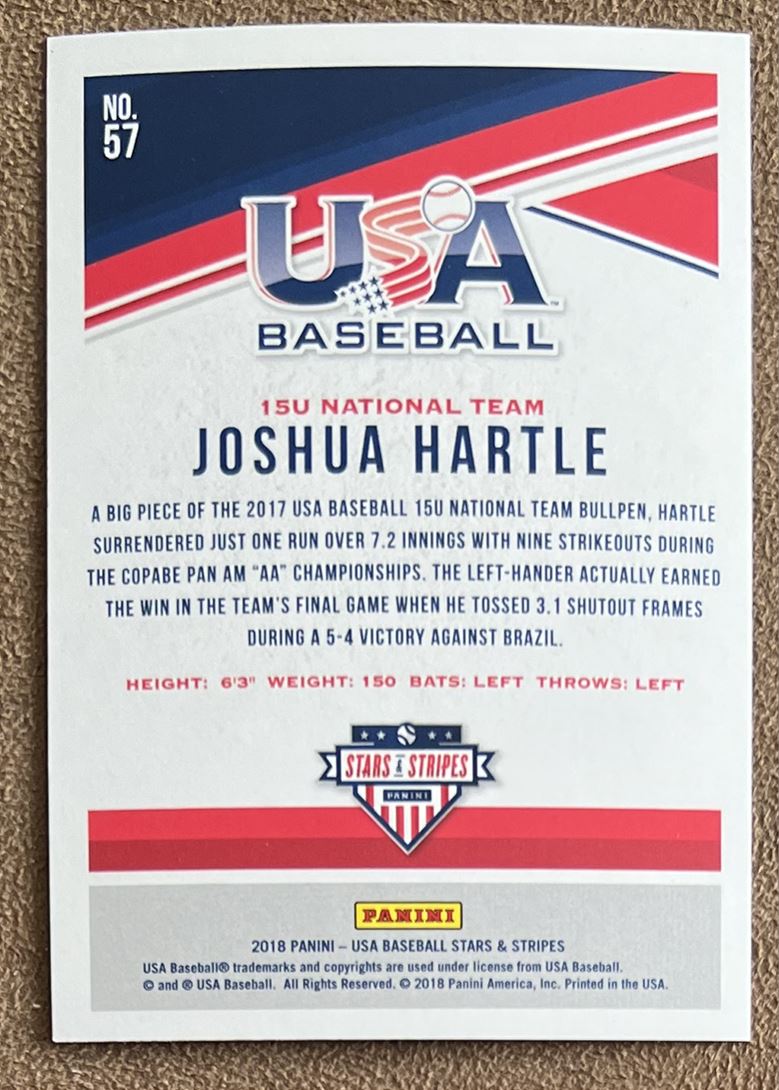 NO.
57
USA
BASEBALL
15U NATIONAL TEAM
JOSHUA HARTLE
A BIG PIECE OF THE 2017 USA BASEBALL 15U NATIONAL TEAM BULLPEN, HARTLE
SURRENDERED JUST ONE RUN OVER 7.2 INNINGS WITH NINE STRIKEOUTS DURING
THE COPABE PAN AM “AA” CHAMPIONSHIPS. THE LEFT-HANDER ACTUALLY EARNED
THE WIN IN THE TEAM’S FINAL GAME WHEN HE TOSSED 3.1 SHUTOUT FRAMES
DURING A 5-4 VICTORY AGAINST BRAZIL.
HEIGHT: 6'3" WEIGHT: 150 BATS: LEFT THROWS: LEFT
STARS & STRIPES
PANINI
PANINI
2018 PANINI – USA BASEBALL STARS & STRIPES
USA Baseball® trademarks and copyrights are used under license from USA Baseball.
© and ® USA Baseball. All Rights Reserved. © 2018 Panini America, Inc. Printed in the USA.